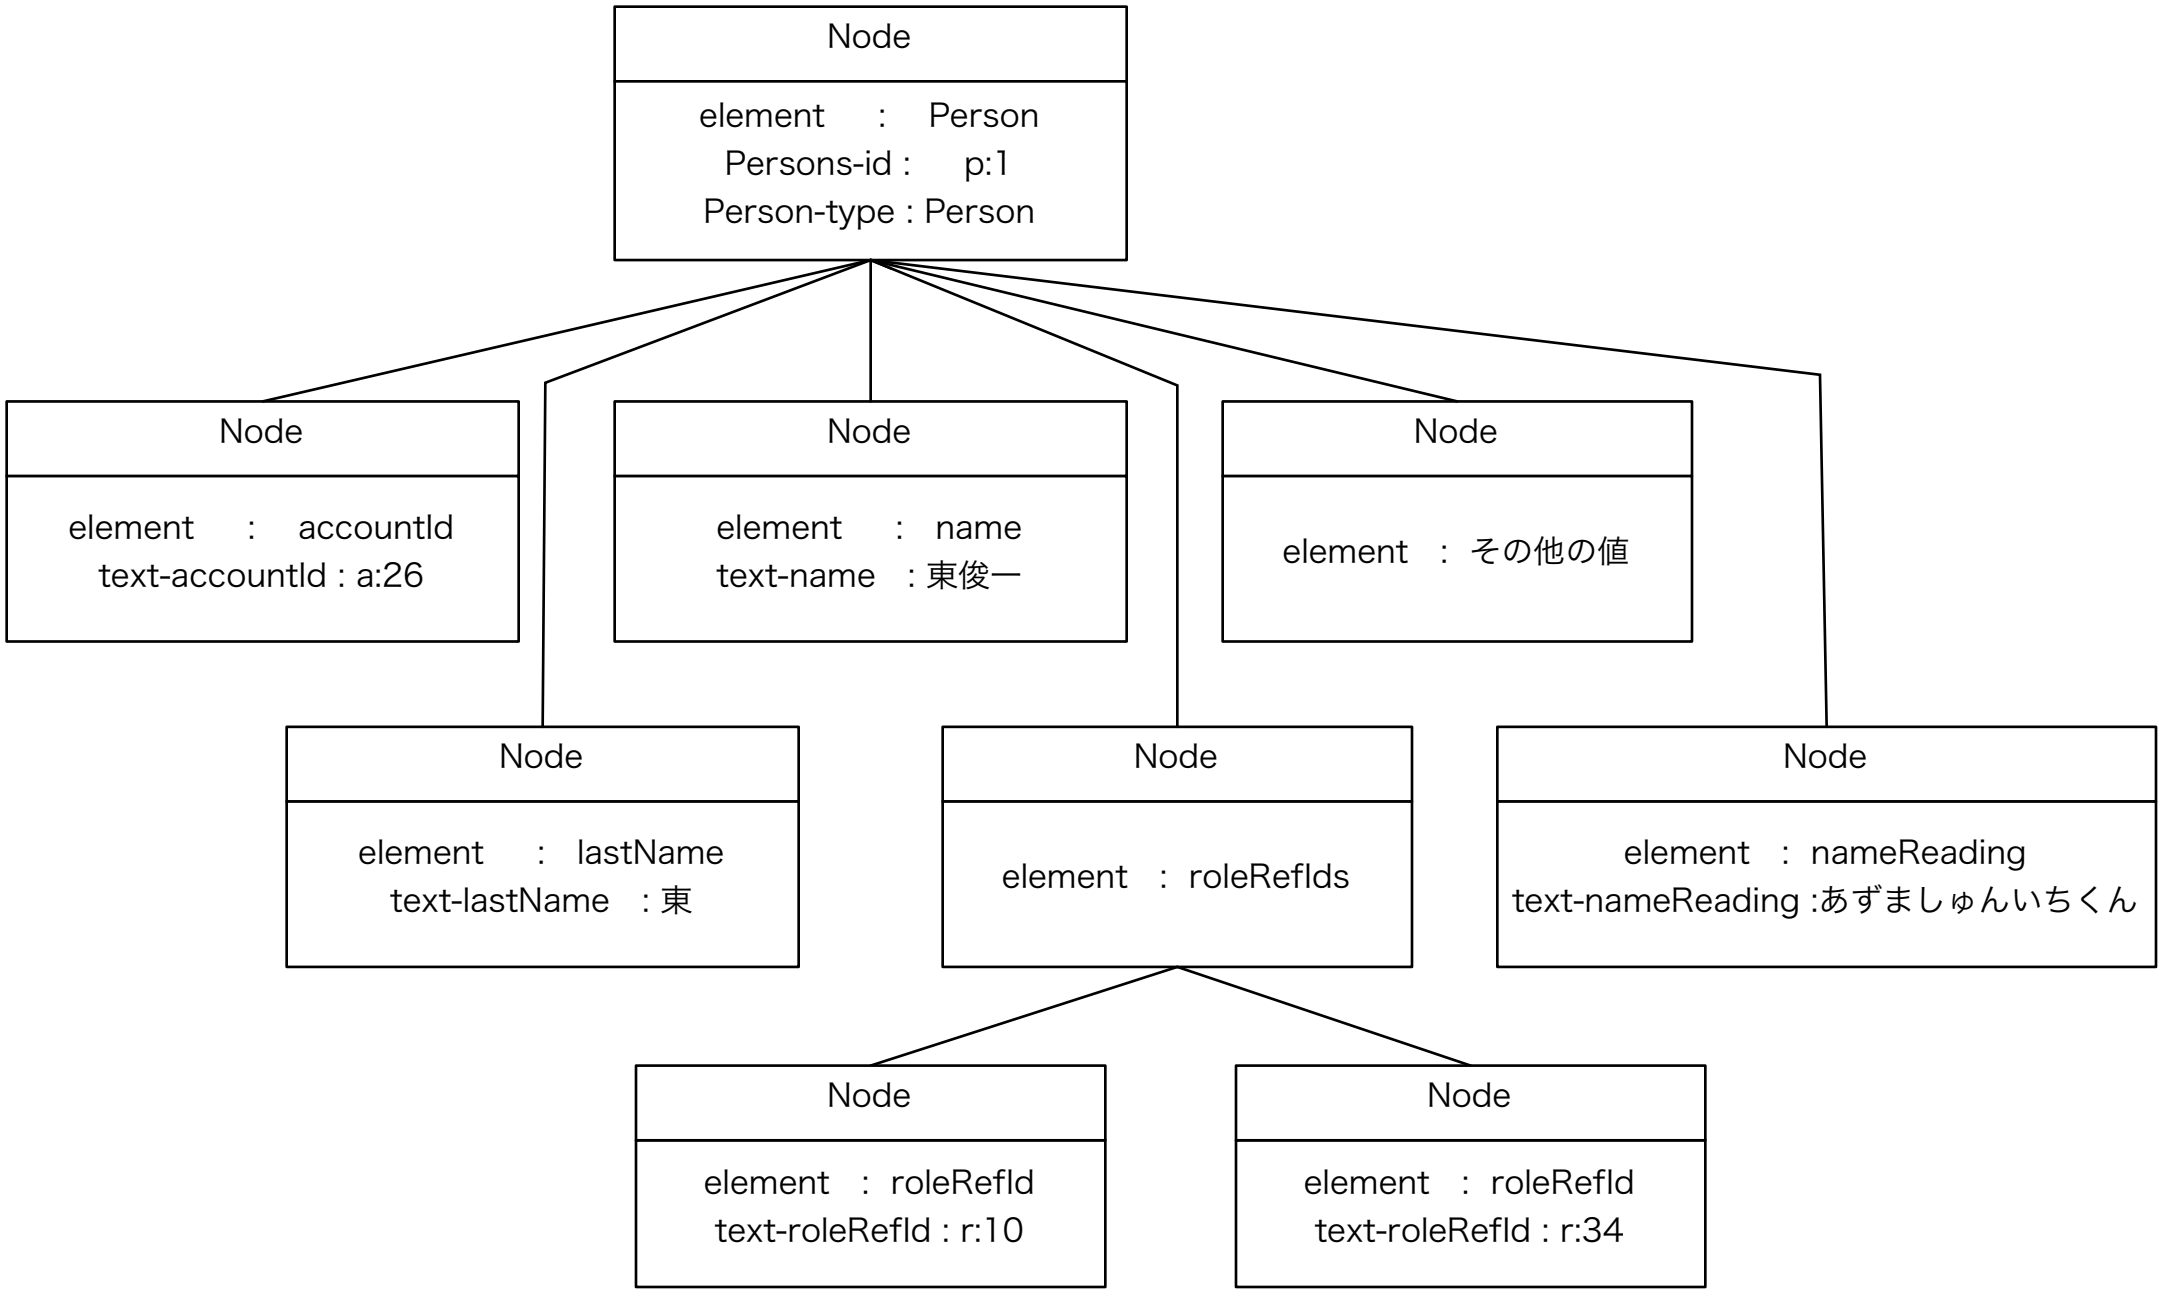 Node
element : Person
Persons-id : p:1
Person-type : Person
Node
element : accountId
text-accountId : a:26
Node
element : name
text-name : 東俊一
Node
element : その他の値
Node
element : lastName
text-lastName : 東
Node
element : roleRefIds
Node
element : nameReading
text-nameReading :あずましゅんいちくん
Node
element : roleRefId
text-roleRefId : r:10
Node
element : roleRefId
text-roleRefId : r:34